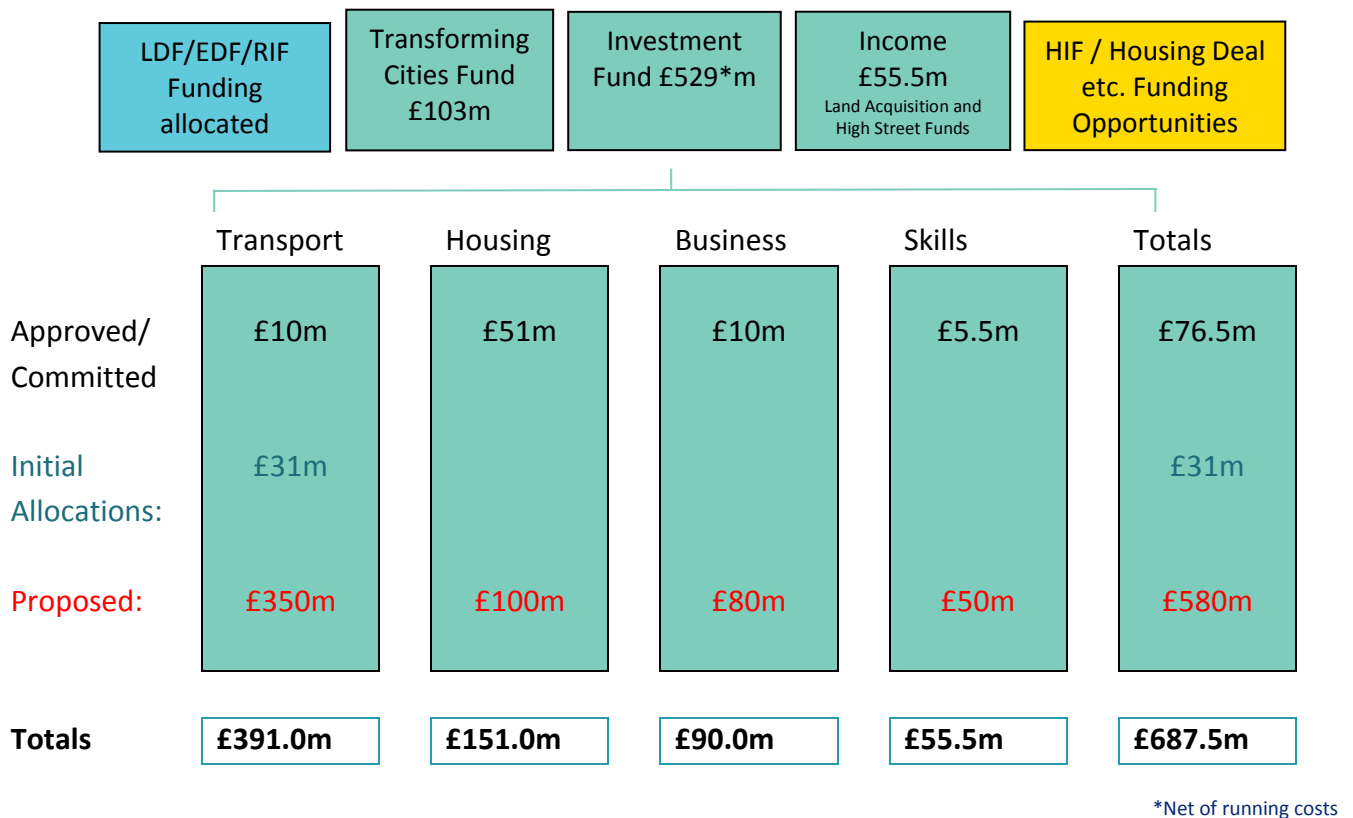 LDF/EDF/RIF
Funding
allocated
Transforming
Cities Fund
£103m
Investment
Fund £529*m
Income
£55.5m
Land Acquisition and
High Street Funds
HIF / Housing Deal
etc. Funding
Opportunities
Transport Housing Business Skills Totals
Approved/
Committed
£10m £51m £10m £5.5m £76.5m
Initial
Allocations:
£31m £31m
Proposed: £350m £100m £80m £50m £580m
Totals £391.0m £151.0m £90.0m £55.5m £687.5m
*Net of running costs